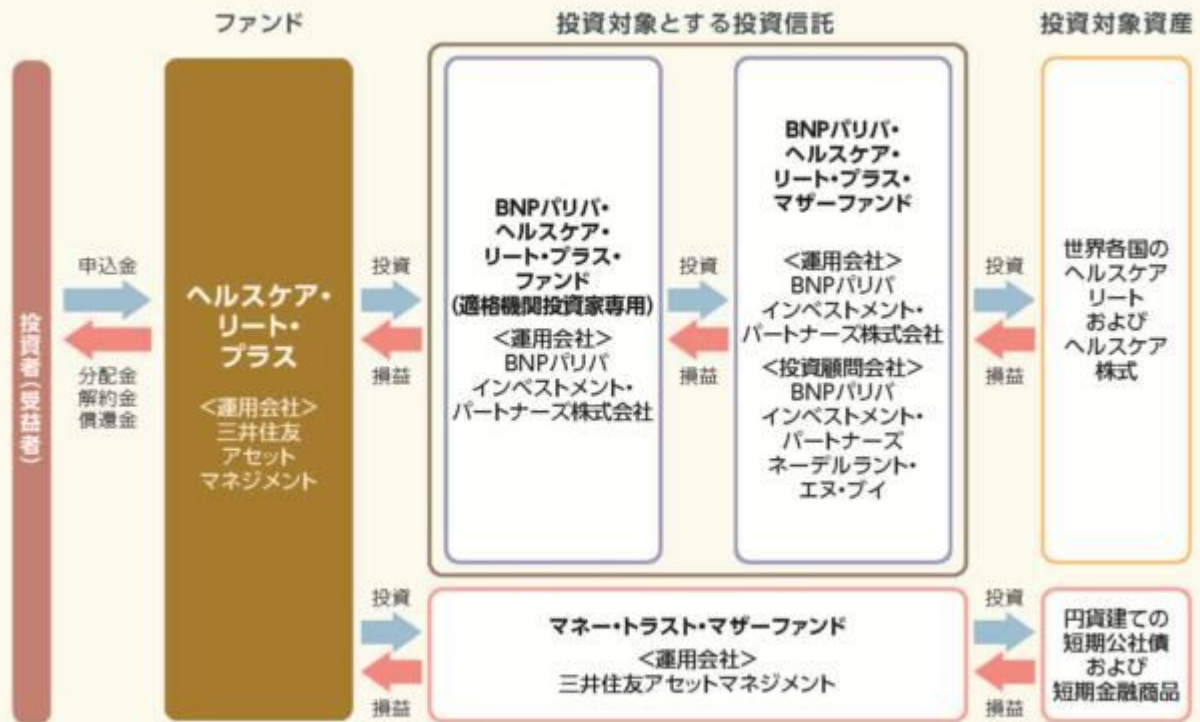 ファンド
投資対象とする投資信託
投資対象資産
投資者(受益者)
申込金
分配金
解約金
償還金
ヘルスケア・
リート・
プラス
<運用会社>
三井住友
アセット
マネジメント
投資
損益
BNPパリバ・
ヘルスケア・
リート・プラス・
ファンド
(適格機関投資家専用)
<運用会社>
BNPパリバ
インベストメント・
パートナーズ株式会社
投資
損益
BNPパリバ・
ヘルスケア・
リート・プラス・
マザーファンド
<運用会社>
BNPパリバ
インベストメント・
パートナーズ株式会社
<投資顧問会社>
BNPパリバ
インベストメント・
パートナーズ
ネーデルラント・
エヌ・ブイ
投資
損益
世界各国の
ヘルスケア
リート
および
ヘルスケア
株式
投資
損益
マネー・トラスト・マザーファンド
<運用会社>
三井住友アセットマネジメント
投資
損益
円貨建ての
短期公社債
および
短期金融商品